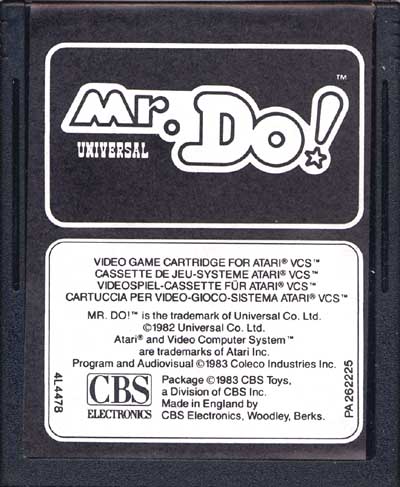 Mr. Do!™
UNIVERSAL
VIDEO GAME CARTRIDGE FOR ATARI® VCS™
CASSETTE DE JEU-SYSTEME ATARI® VCS™
VIDEOSPIEL-CASSETTE FÜR ATARI® VCS™
CARTUCCIA PER VIDEO-GIOCO-SISTEMA ATARI® VCS™
MR. DO!™ is the trademark of Universal Co. Ltd.
©1982 Universal Co. Ltd.
Atari® and Video Computer System™
are trademarks of Atari Inc.
Program and Audiovisual ©1983 Coleco Industries Inc.
CBS
ELECTRONICS
Package ©1983 CBS Toys,
a Division of CBS Inc.
Made in England by
CBS Electronics, Woodley, Berks.
4L4478
PA262225